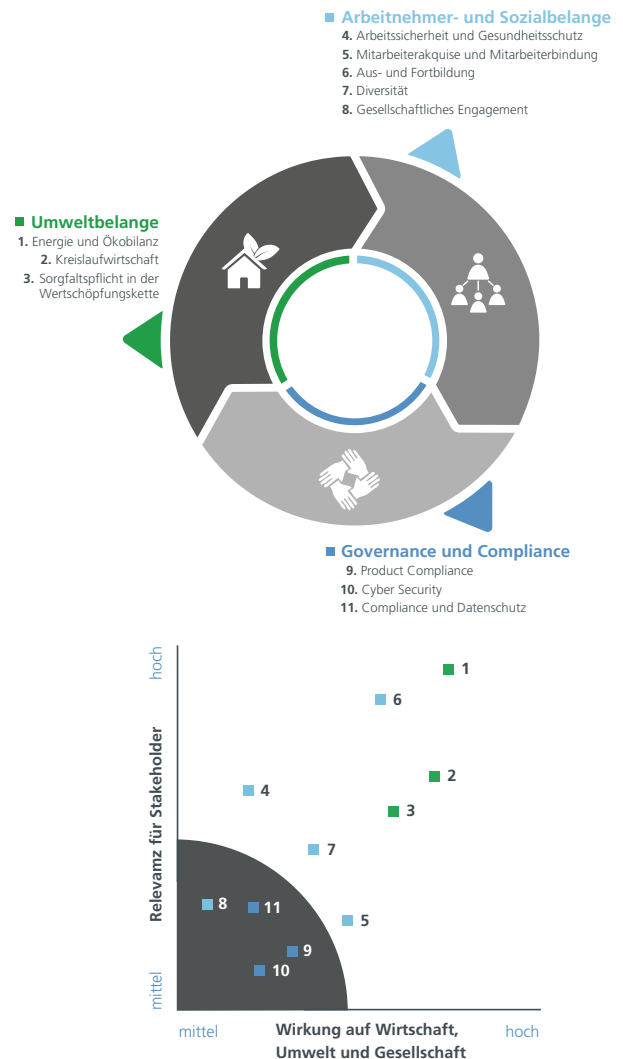 Arbeitnehmer- und Sozialbelange
4. Arbeitssicherheit und Gesundheitsschutz
5. Mitarbeiterakquise und Mitarbeiterbindung
6. Aus- und Fortbildung
7. Diversität
8. Gesellschaftliches Engagement
Umweltbelange
1. Energie und Ökobilanz
2. Kreislaufwirtschaft
3. Sorgfaltspflicht in der
Wertschöpfungskette
Governance und Compliance
9. Product Compliance
10. Cyber Security
11. Compliance und Datenschutz
hoch
Relevamz für Stakeholder
mittel
1
6
2
4
3
7
8
11
5
9
10
mittel
Wirkung auf Wirtschaft,
Umwelt und Gesellschaft
hoch